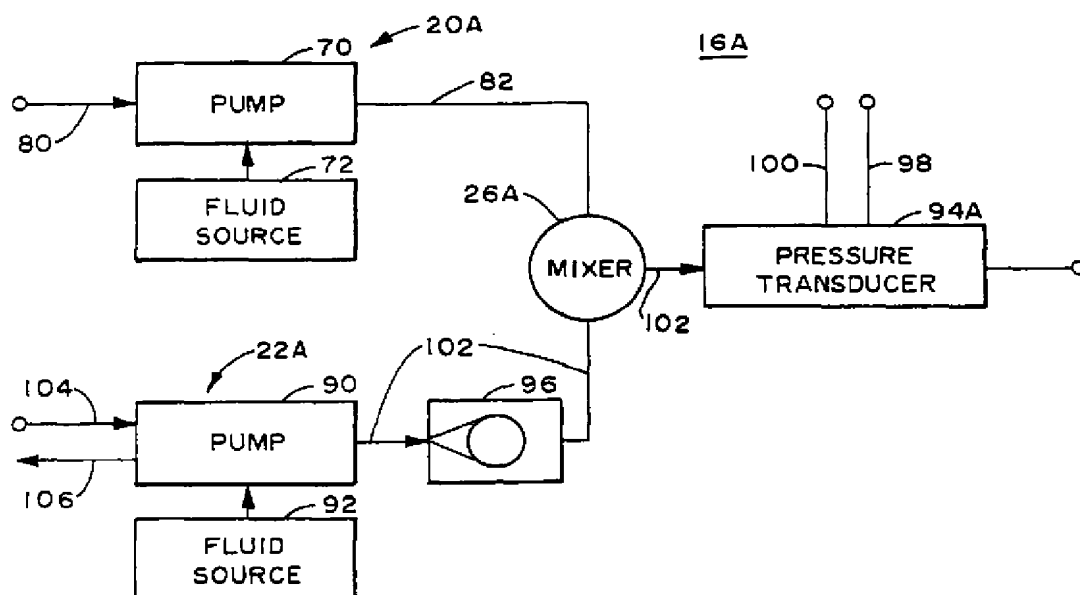 20A
16A
70
PUMP
82
80
72
FLUID
SOURCE
100
98
26A
94A
MIXER
PRESSURE
TRANSDUCER
102
22A
102
104
90
96
PUMP
106
92
FLUID
SOURCE